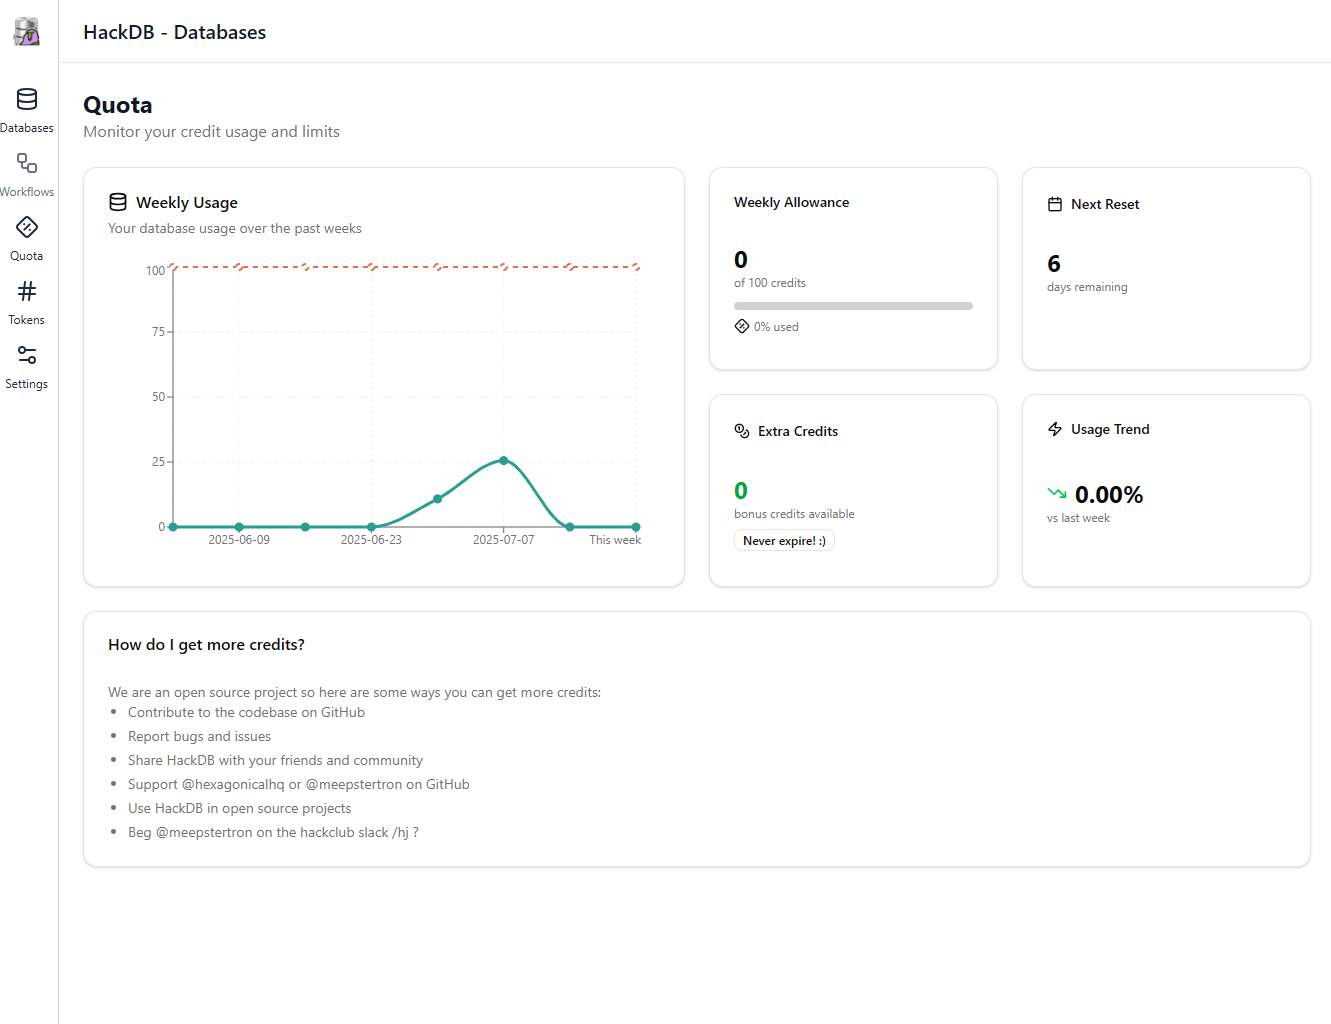 HackDB - Databases
Databases
Workflows
Quota
Tokens
Settings
Quota
Monitor your credit usage and limits
Weekly Usage
Your database usage over the past weeks
100
75
50
25
0
2025-06-09
2025-06-23
2025-07-07
This week
Weekly Allowance
0
of 100 credits
0% used
Next Reset
6
days remaining
Extra Credits
0
bonus credits available
Never expire! :)
Usage Trend
0.00%
vs last week
How do I get more credits?
We are an open source project so here are some ways you can get more credits:
• Contribute to the codebase on GitHub
• Report bugs and issues
• Share HackDB with your friends and community
• Support @hexagonicalhq or @meepstertron on GitHub
• Use HackDB in open source projects
• Beg @meepstertron on the hackclub slack /hj ?